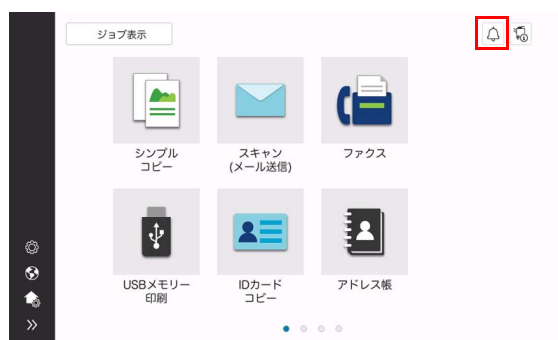 ジョブ表示
シンプル
コピー
スキャン
(メール送信)
ファクス
USBメモリー
印刷
IDカード
コピー
アドレス帳